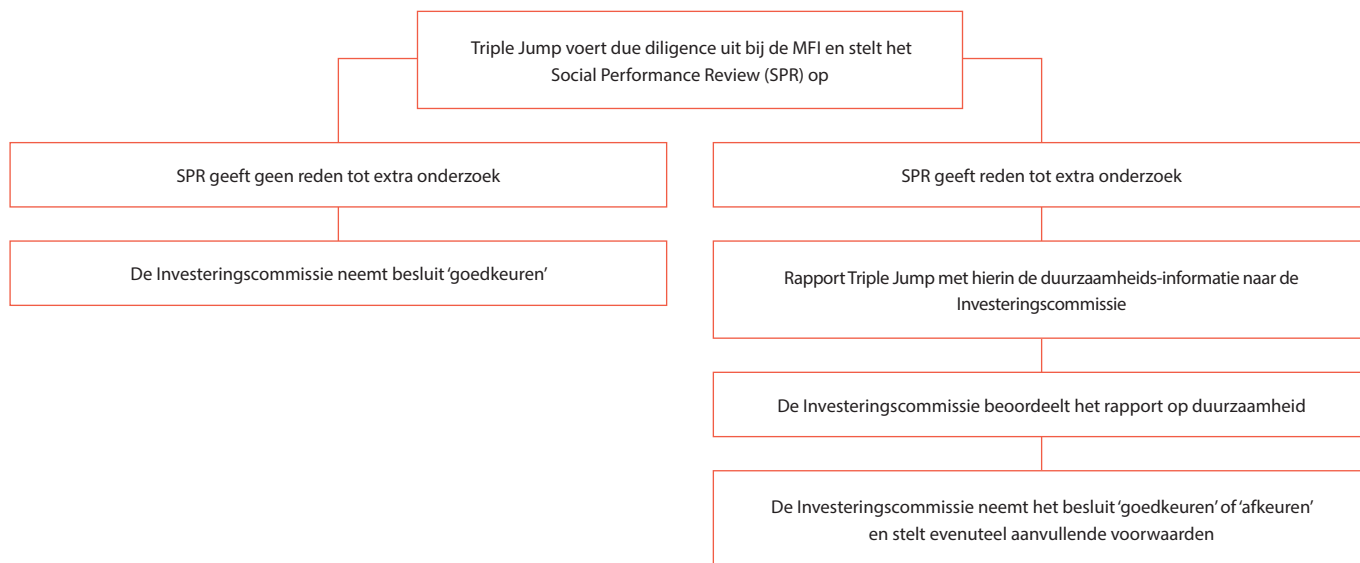 Triple Jump voert due diligence uit bij de MFI en stelt het
Social Performance Review (SPR) op
SPR geeft geen reden tot extra onderzoek
SPR geeft reden tot extra onderzoek
De Investeringscommissie neemt besluit ‘goedkeuren’
Rapport Triple Jump met hierin de duurzaamheids-informatie naar de
Investeringscommissie
De Investeringscommissie beoordeelt het rapport op duurzaamheid
De Investeringscommissie neemt het besluit ‘goedkeuren’ of ‘afkeuren’
en stelt evenuteel aanvullende voorwaarden